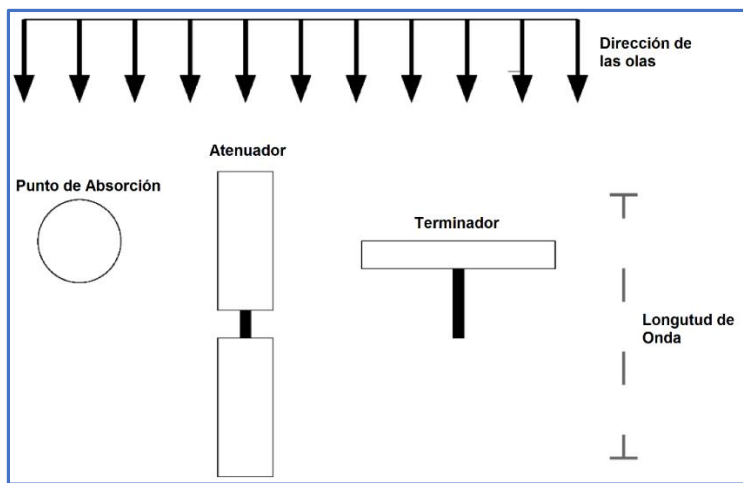 Dirección de
las olas
Atenuador
Punto de Absorción
Terminador
Longutud de
Onda